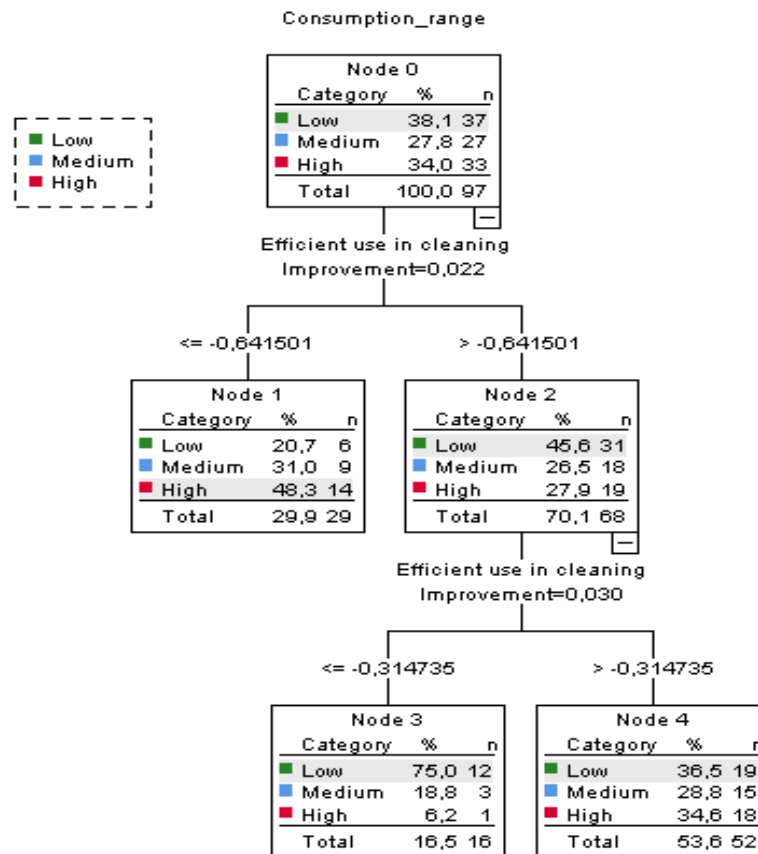 Consumption_range
Low
Medium
High
Node 0
Category % n
Low 38,1 37
Medium 27,8 27
High 34,0 33
Total 100,0 97
Efficient use in cleaning
Improvement=0,022
<= -0,641501
> -0,641501
Node 1
Category % n
Low 20,7 6
Medium 31,0 9
High 48,3 14
Total 29,9 29
Node 2
Category % n
Low 45,6 31
Medium 26,5 18
High 27,9 19
Total 70,1 68
Efficient use in cleaning
Improvement=0,030
<= -0,314735
> -0,314735
Node 3
Category % n
Low 75,0 12
Medium 18,8 3
High 6,2 1
Total 16,5 16
Node 4
Category % n
Low 36,5 19
Medium 28,8 15
High 34,6 18
Total 53,6 52